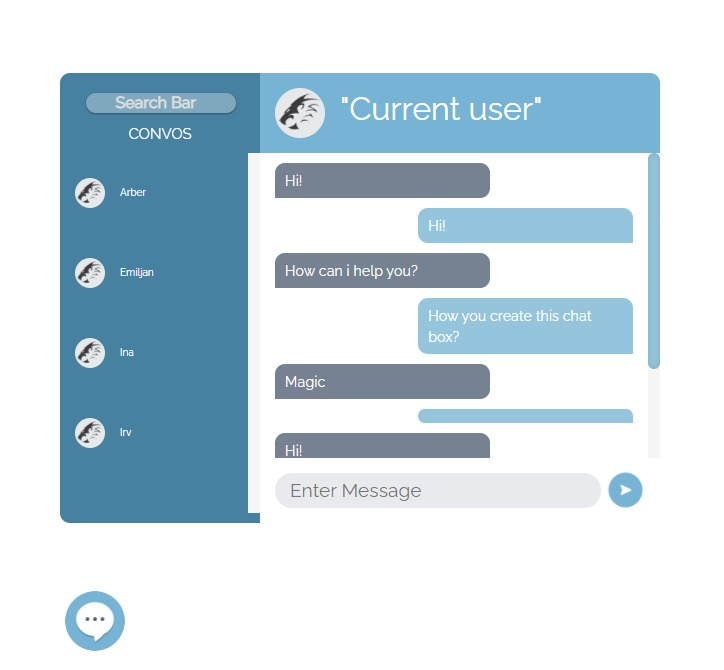 Search Bar
CONVOS
Arber
Emiljan
Ina
Irv
"Current user"
Hi!
Hi!
How can i help you?
How you create this chat
box?
Magic
Hi!
Enter Message